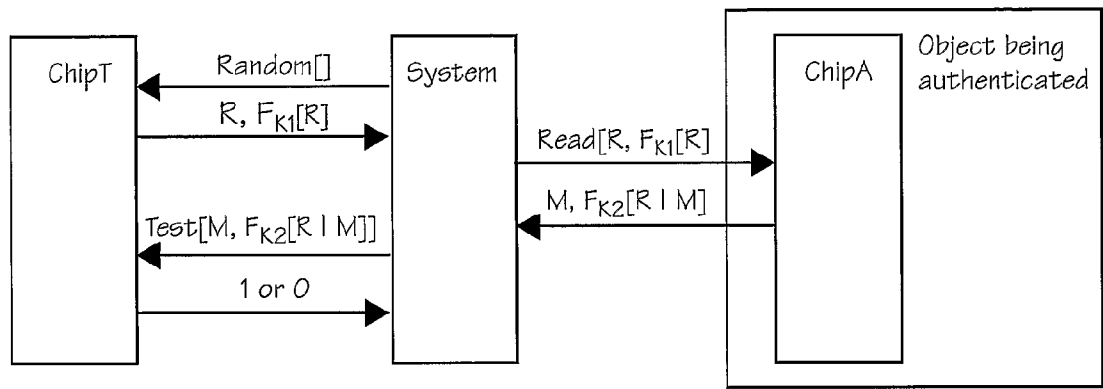 ChipT
Random[]
System
ChipA
Object being
authenticated
R, F_K1[R]
Read[R, F_K1[R]
M, F_K2[R | M]
Test[M, F_K2[R | M]]
1 or 0